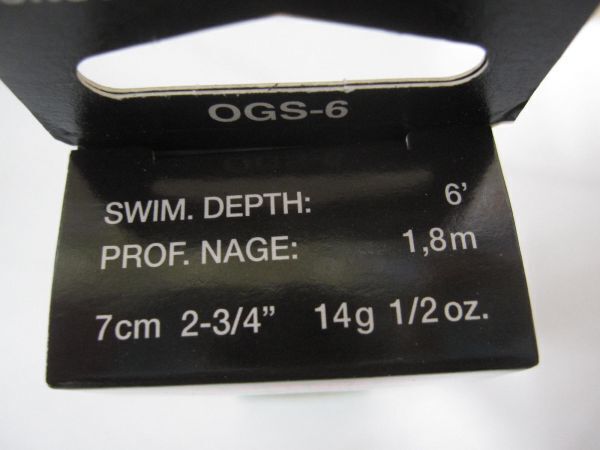 OGS-6
SWIM. DEPTH: 6'
PROF. NAGE: 1,8m
7cm 2-3/4” 14g 1/2 oz.